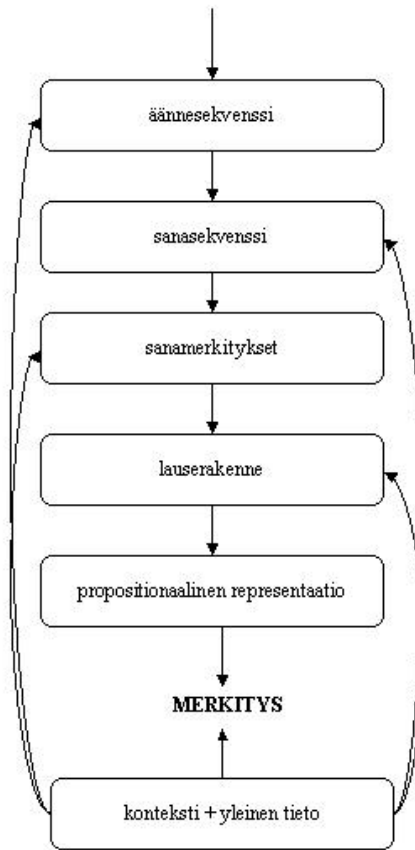 äännesekvenssi
sanasekvenssi
sanamerkitykset
lauserakenne
propositionaalinen representaatio
MERKITYS
konteksti + yleinen tieto